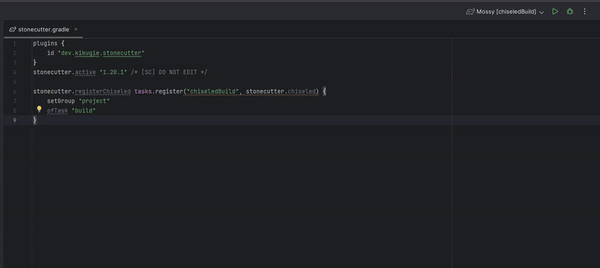 Mossy [chiseledBuild]
stonecutter.gradle
1 plugins {
2 id "dev.kikugie.stonecutter"
3 }
4 stonecutter.active "1.20.1" /* [SC] DO NOT EDIT */
5
6 stonecutter.registerChiseled tasks.register("chiseledBuild", stonecutter.chiseled) {
7 setGroup "project"
8 ofTask "build"
9 }